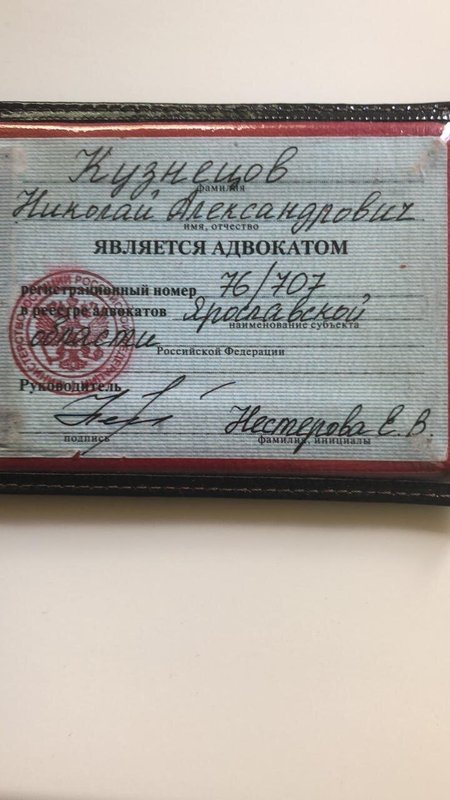 Кузнецов
фамилия
Николай Александрович
имя, отчество
ЯВЛЯЕТСЯ АДВОКАТОМ
регистрационный номер 76/707
в реестре адвокатов Ярославской
наименование субъекта
области
Российской Федерации
Руководитель
Нестерова Е. В.
подпись фамилия, инициалы